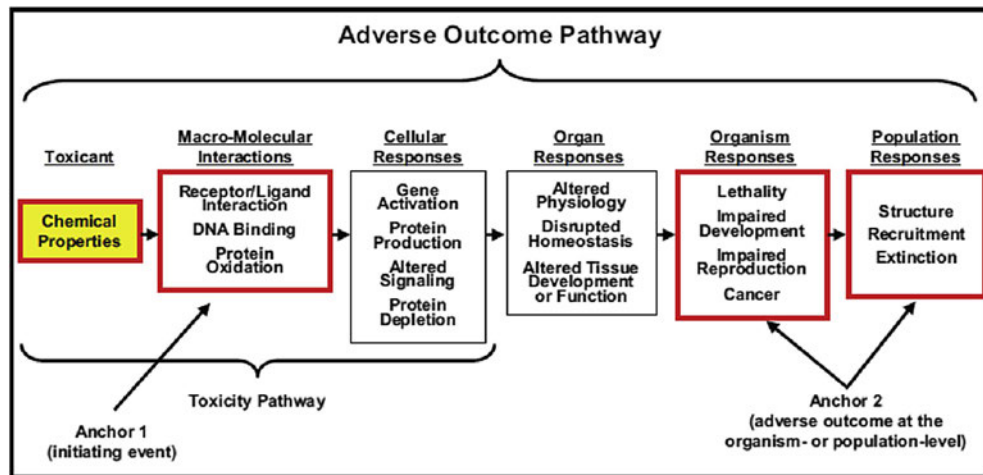 Adverse Outcome Pathway
Toxicant
Macro-Molecular
Interactions
Cellular
Responses
Organ
Responses
Organism
Responses
Population
Responses
Chemical
Properties
Receptor/Ligand
Interaction
DNA Binding
Protein
Oxidation
Gene
Activation
Protein
Production
Altered
Signaling
Protein
Depletion
Altered
Physiology
Disrupted
Homeostasis
Altered Tissue
Development
or Function
Lethality
Impaired
Development
Impaired
Reproduction
Cancer
Structure
Recruitment
Extinction
Toxicity Pathway
Anchor 1
(initiating event)
Anchor 2
(adverse outcome at the
organism- or population-level)